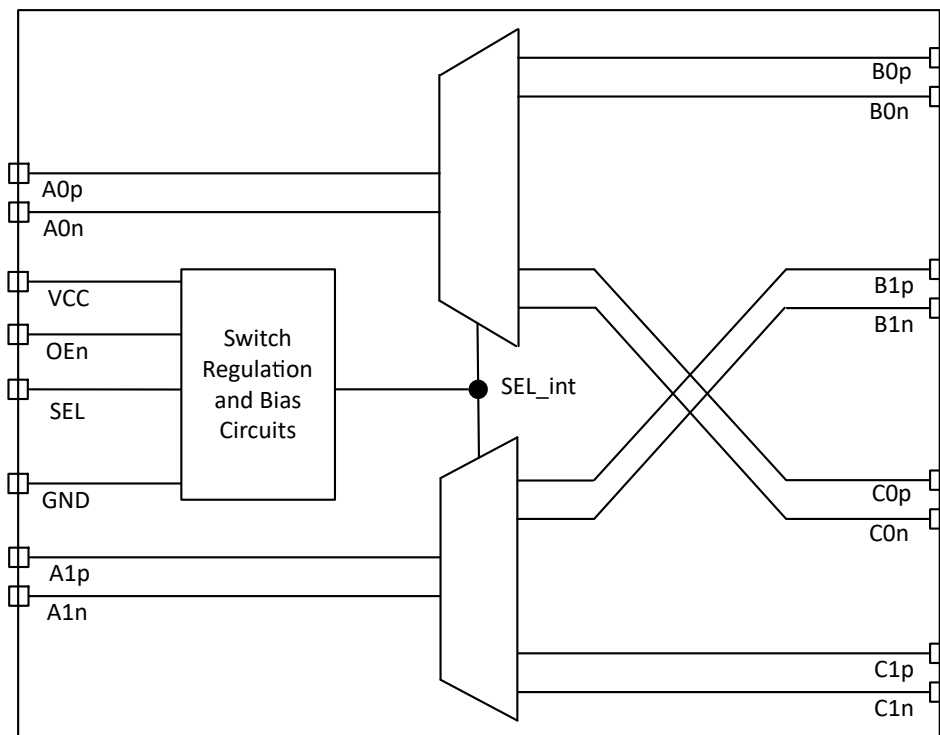 B0p
B0n
A0p
A0n
VCC
OEn
SEL
GND
A1p
A1n
Switch
Regulation
and Bias
Circuits
SEL_int
B1p
B1n
C0p
C0n
C1p
C1n